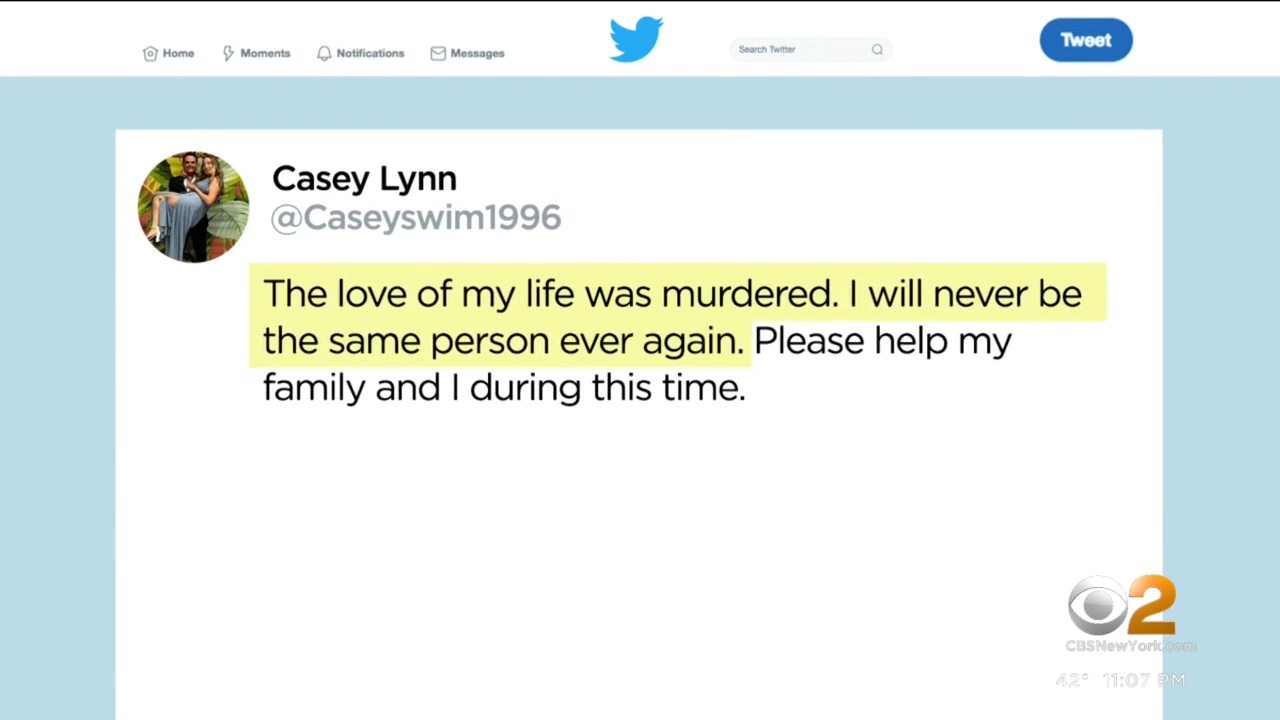 Home Moments Notifications Messages Search Twitter Tweet
Casey Lynn
@Caseyswim1996
The love of my life was murdered. I will never be
the same person ever again. Please help my
family and I during this time.
2
CBSNewYork.com
42° 11:07 PM